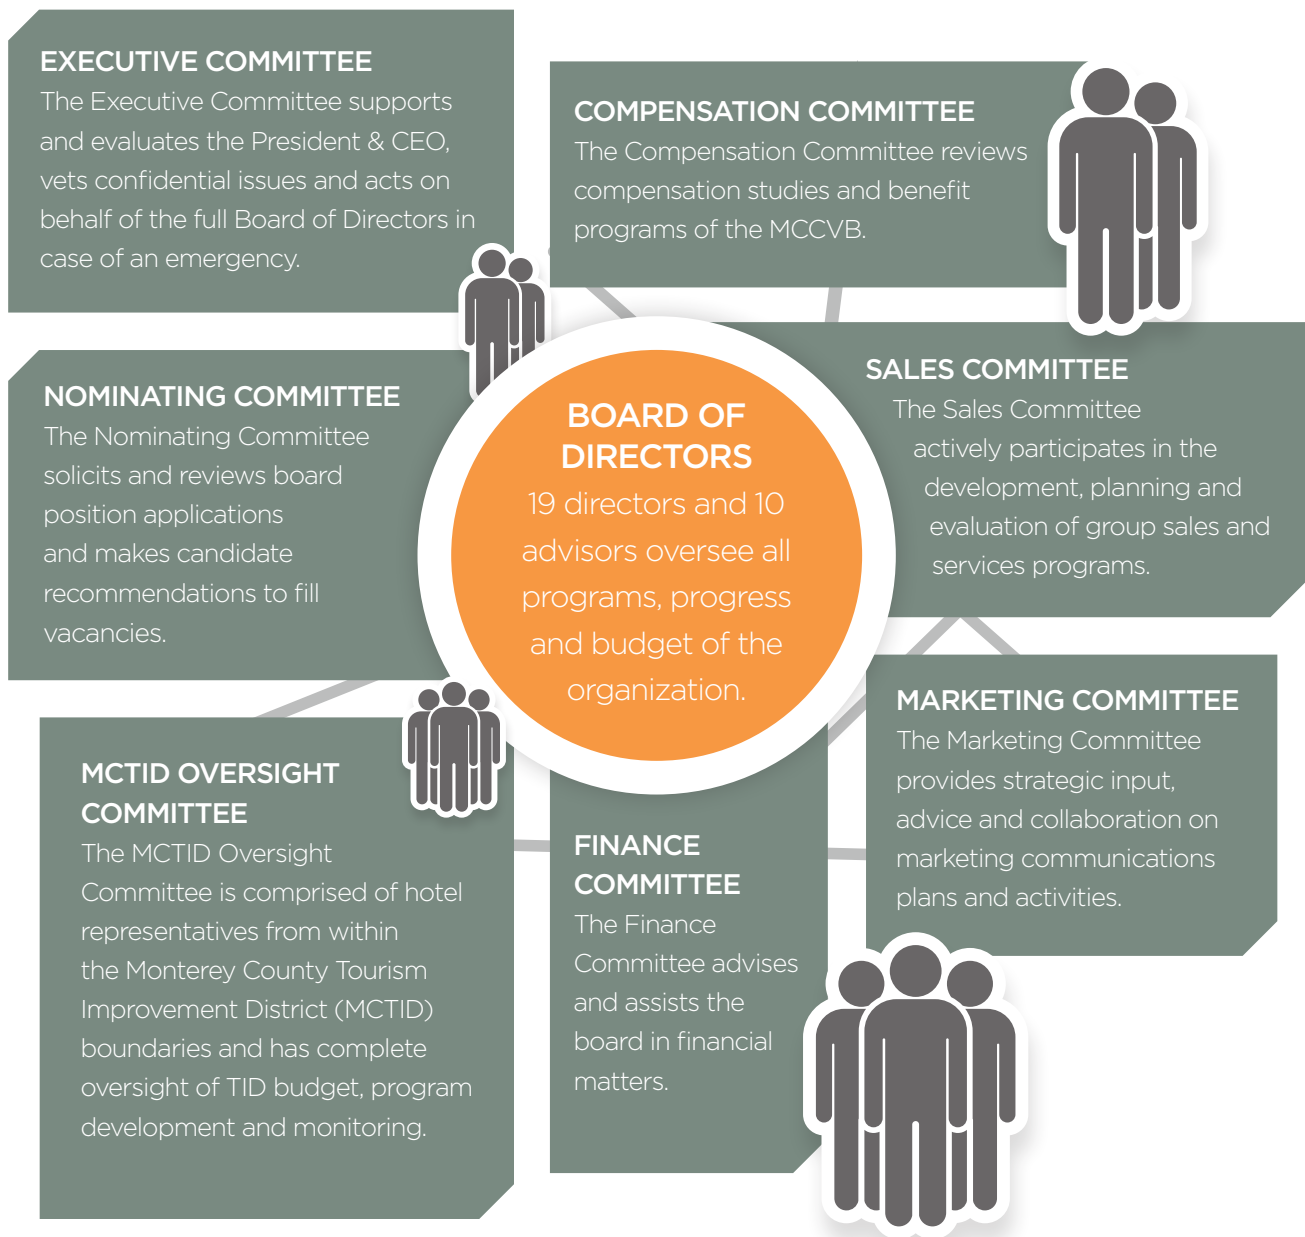 EXECUTIVE COMMITTEE
The Executive Committee supports
and evaluates the President & CEO,
vets confidential issues and acts on
behalf of the full Board of Directors in
case of an emergency.
COMPENSATION COMMITTEE
The Compensation Committee reviews
compensation studies and benefit
programs of the MCCVB.
NOMINATING COMMITTEE
The Nominating Committee
solicits and reviews board
position applications
and makes candidate
recommendations to fill
vacancies.
BOARD OF
DIRECTORS
19 directors and 10
advisors oversee all
programs, progress
and budget of the
organization.
SALES COMMITTEE
The Sales Committee
actively participates in the
development, planning and
evaluation of group sales and
services programs.
MCTID OVERSIGHT
COMMITTEE
The MCTID Oversight
Committee is comprised of hotel
representatives from within
the Monterey County Tourism
Improvement District (MCTID)
boundaries and has complete
oversight of TID budget, program
development and monitoring.
FINANCE
COMMITTEE
The Finance
Committee advises
and assists the
board in financial
matters.
MARKETING COMMITTEE
The Marketing Committee
provides strategic input,
advice and collaboration on
marketing communications
plans and activities.